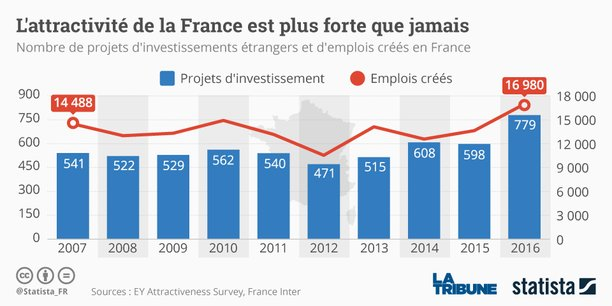 L'attractivité de la France est plus forte que jamais
Nombre de projets d'investissements étrangers et d'emplois créés en France
Projets d'investissement Emplois créés
14 488 16 980
900 18 000
750 15 000
600 12 000
450 9 000
300 6 000
150 3 000
0 0
541 522 529 562 540 471 515 608 598 779
2007 2008 2009 2010 2011 2012 2013 2014 2015 2016
cc
@Statista_FR Sources : EY Attractiveness Survey, France Inter
LA TRIBUNE statista